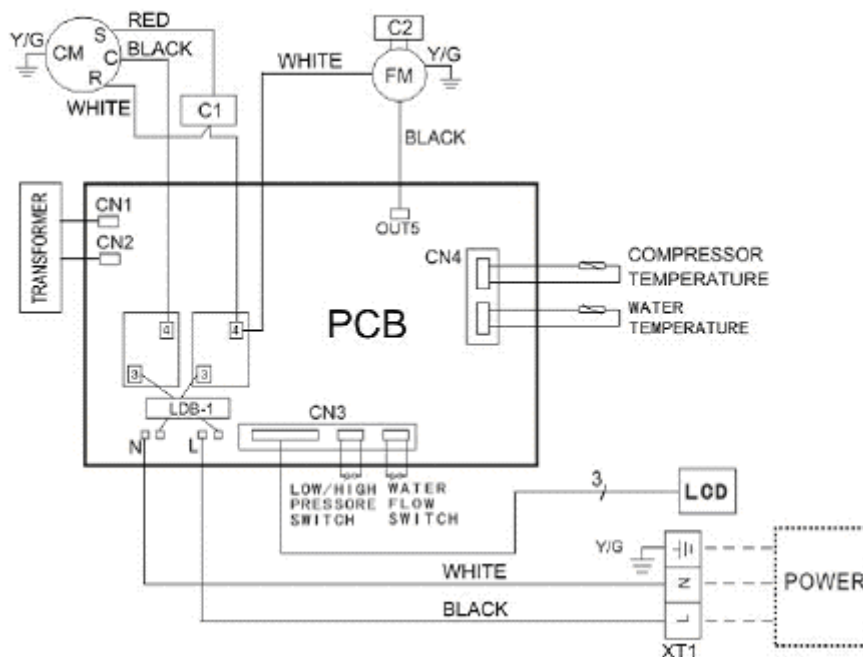 RED
C2
Y/G
S
CM
C
BLACK
WHITE
Y/G
FM
R
WHITE
C1
BLACK
TRANSFORMER
CN1
CN2
OUT5
CN4
COMPRESSOR
TEMPERATURE
WATER
TEMPERATURE
4
4
PCB
3
3
LDB-1
CN3
N
L
LOW/HIGH
PRESSORE
SWITCH
WATER
FLOW
SWITCH
3
LCD
Y/G
WHITE
N
POWER
BLACK
L
XT1